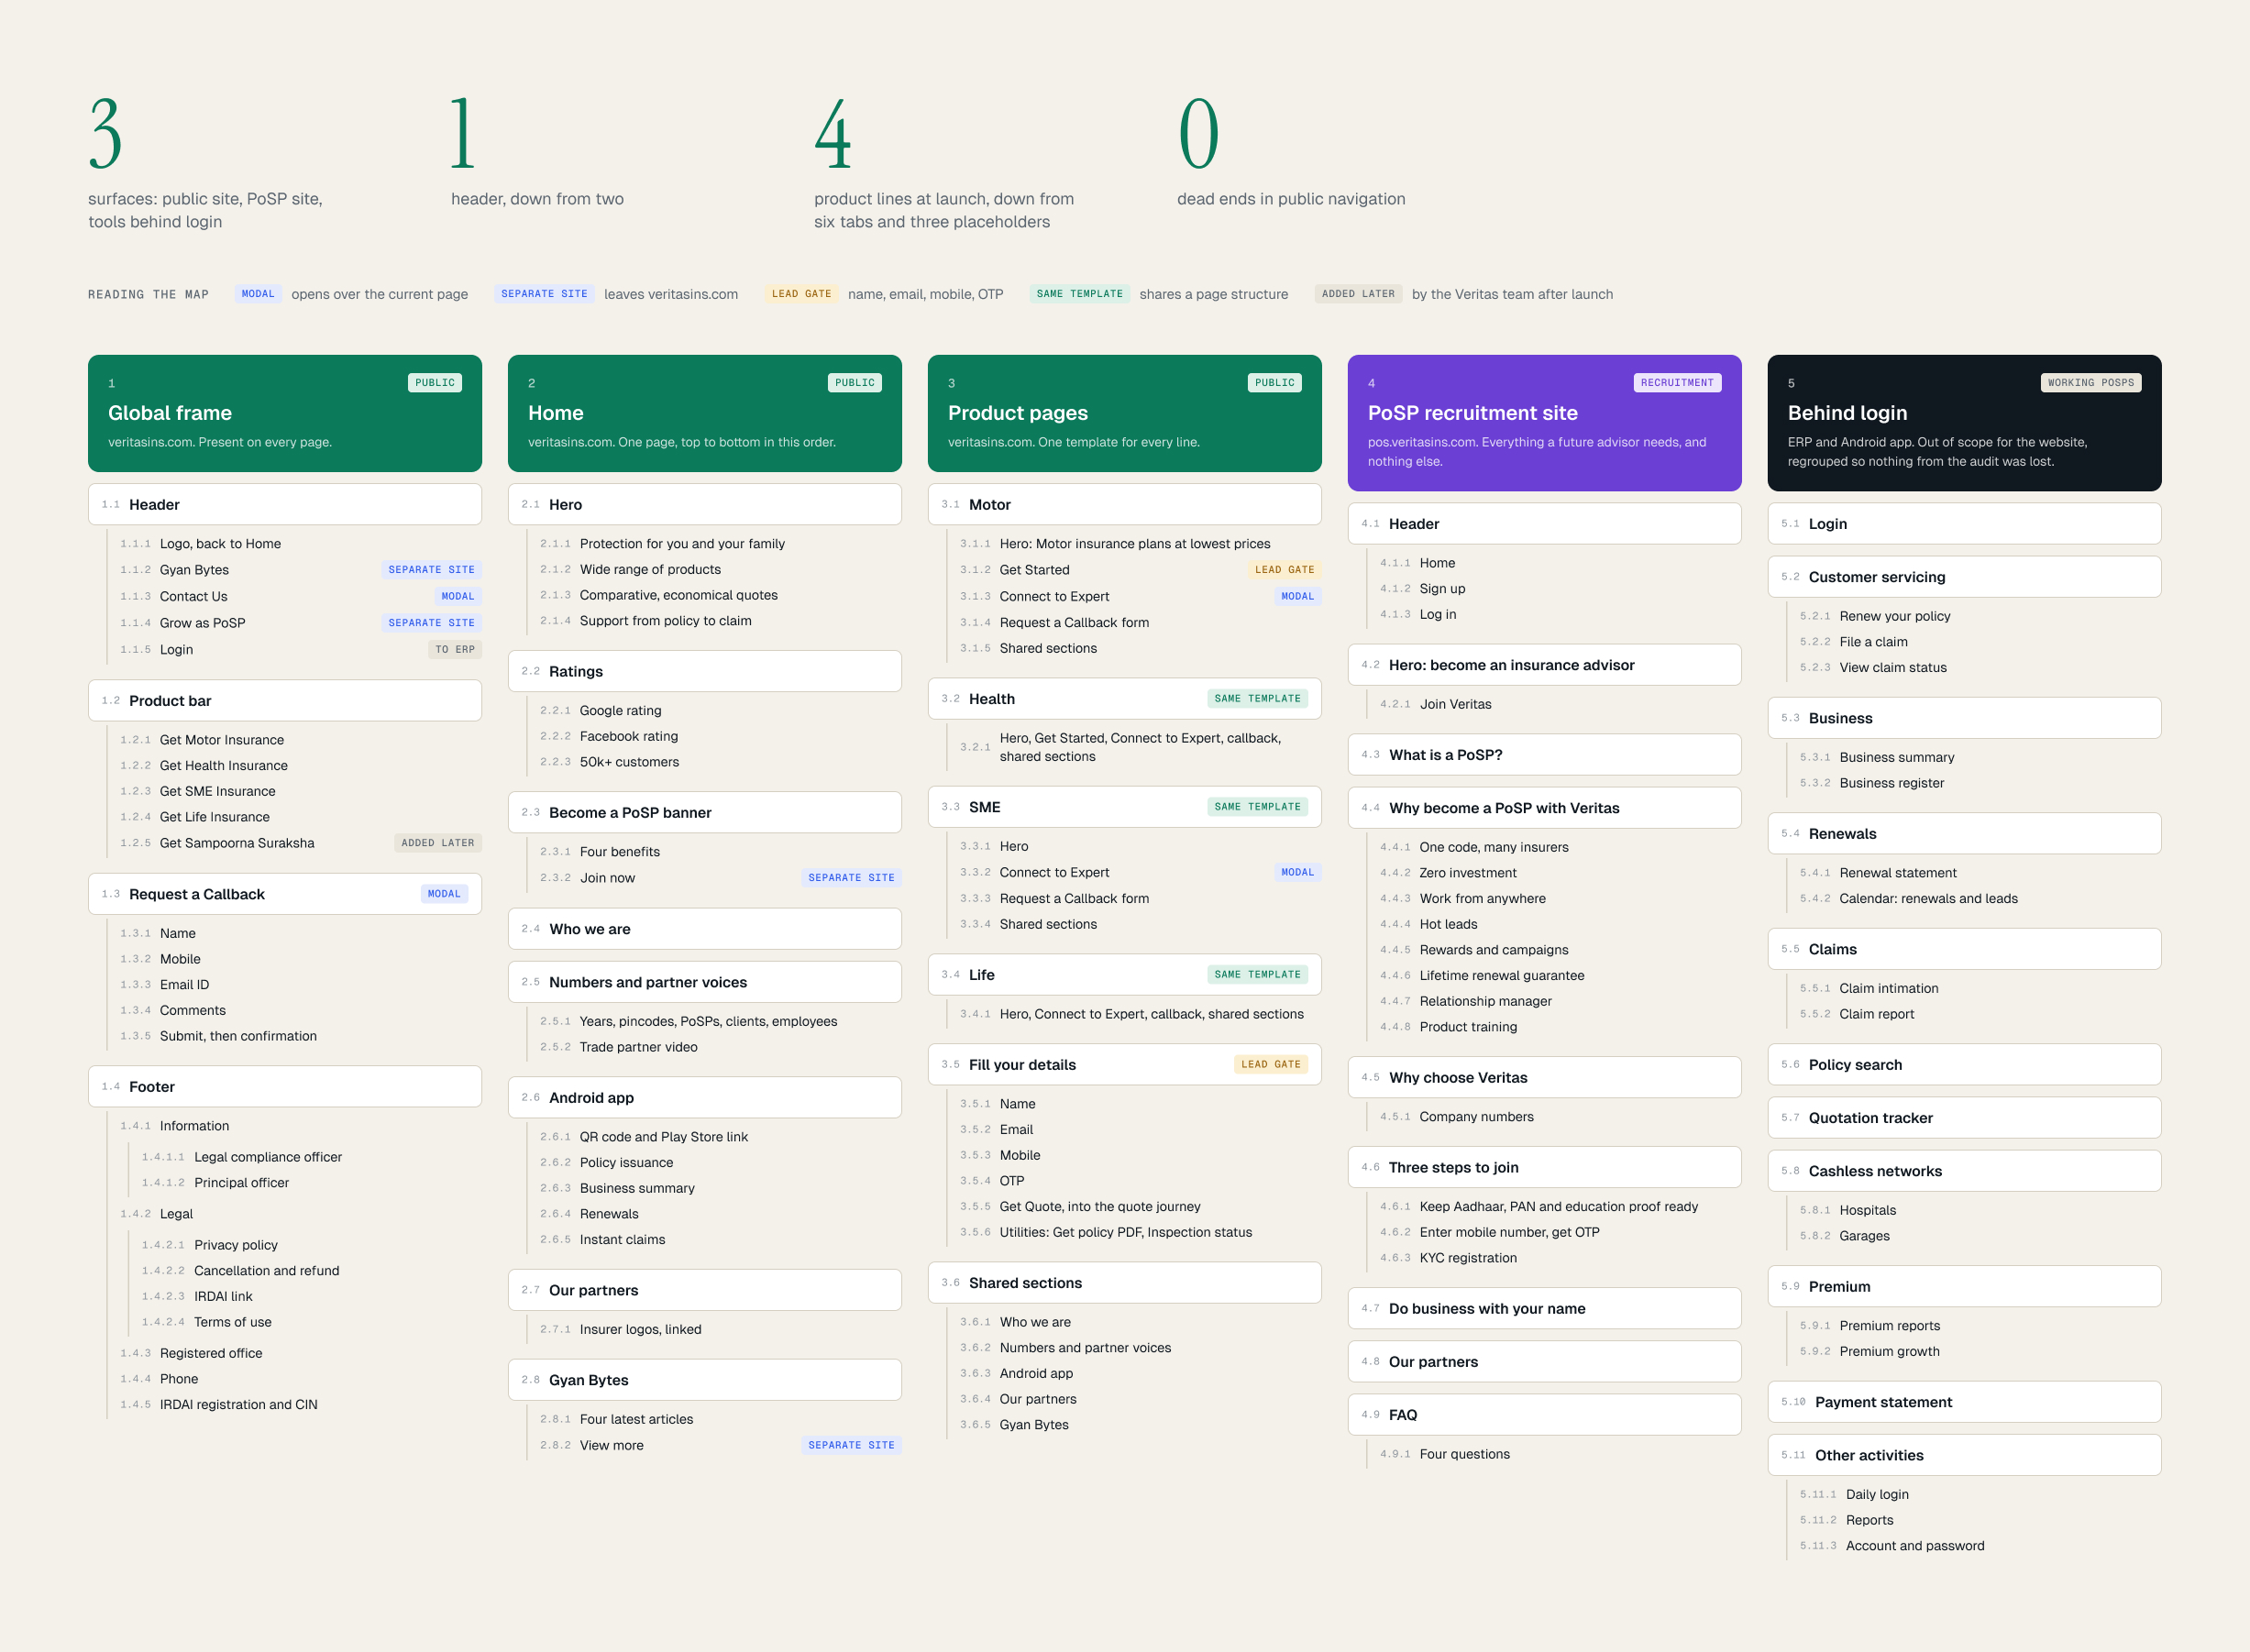 3
surfaces: public site, PoSP site,
tools behind login
1
header, down from two
4
product lines at launch, down from
six tabs and three placeholders
0
dead ends in public navigation
READING THE MAP MODAL opens over the current page SEPARATE SITE leaves veritasins.com LEAD GATE name, email, mobile, OTP SAME TEMPLATE shares a page structure ADDED LATER by the Veritas team after launch
1 PUBLIC
Global frame
veritasins.com. Present on every page.
1.1 Header
1.1.1 Logo, back to Home
1.1.2 Gyan Bytes SEPARATE SITE
1.1.3 Contact Us MODAL
1.1.4 Grow as PoSP SEPARATE SITE
1.1.5 Login TO ERP
1.2 Product bar
1.2.1 Get Motor Insurance
1.2.2 Get Health Insurance
1.2.3 Get SME Insurance
1.2.4 Get Life Insurance
1.2.5 Get Sampoorna Suraksha ADDED LATER
1.3 Request a Callback MODAL
1.3.1 Name
1.3.2 Mobile
1.3.3 Email ID
1.3.4 Comments
1.3.5 Submit, then confirmation
1.4 Footer
1.4.1 Information
1.4.1.1 Legal compliance officer
1.4.1.2 Principal officer
1.4.2 Legal
1.4.2.1 Privacy policy
1.4.2.2 Cancellation and refund
1.4.2.3 IRDAI link
1.4.2.4 Terms of use
1.4.3 Registered office
1.4.4 Phone
1.4.5 IRDAI registration and CIN
2 PUBLIC
Home
veritasins.com. One page, top to bottom in this order.
2.1 Hero
2.1.1 Protection for you and your family
2.1.2 Wide range of products
2.1.3 Comparative, economical quotes
2.1.4 Support from policy to claim
2.2 Ratings
2.2.1 Google rating
2.2.2 Facebook rating
2.2.3 50k+ customers
2.3 Become a PoSP banner
2.3.1 Four benefits
2.3.2 Join now SEPARATE SITE
2.4 Who we are
2.5 Numbers and partner voices
2.5.1 Years, pincodes, PoSPs, clients, employees
2.5.2 Trade partner video
2.6 Android app
2.6.1 QR code and Play Store link
2.6.2 Policy issuance
2.6.3 Business summary
2.6.4 Renewals
2.6.5 Instant claims
2.7 Our partners
2.7.1 Insurer logos, linked
2.8 Gyan Bytes
2.8.1 Four latest articles
2.8.2 View more SEPARATE SITE
3 PUBLIC
Product pages
veritasins.com. One template for every line.
3.1 Motor
3.1.1 Hero: Motor insurance plans at lowest prices
3.1.2 Get Started LEAD GATE
3.1.3 Connect to Expert MODAL
3.1.4 Request a Callback form
3.1.5 Shared sections
3.2 Health SAME TEMPLATE
3.2.1 Hero, Get Started, Connect to Expert, callback,
shared sections
3.3 SME SAME TEMPLATE
3.3.1 Hero
3.3.2 Connect to Expert MODAL
3.3.3 Request a Callback form
3.3.4 Shared sections
3.4 Life SAME TEMPLATE
3.4.1 Hero, Connect to Expert, callback, shared sections
3.5 Fill your details LEAD GATE
3.5.1 Name
3.5.2 Email
3.5.3 Mobile
3.5.4 OTP
3.5.5 Get Quote, into the quote journey
3.5.6 Utilities: Get policy PDF, Inspection status
3.6 Shared sections
3.6.1 Who we are
3.6.2 Numbers and partner voices
3.6.3 Android app
3.6.4 Our partners
3.6.5 Gyan Bytes
4 RECRUITMENT
PoSP recruitment site
pos.veritasins.com. Everything a future advisor needs, and
nothing else.
4.1 Header
4.1.1 Home
4.1.2 Sign up
4.1.3 Log in
4.2 Hero: become an insurance advisor
4.2.1 Join Veritas
4.3 What is a PoSP?
4.4 Why become a PoSP with Veritas
4.4.1 One code, many insurers
4.4.2 Zero investment
4.4.3 Work from anywhere
4.4.4 Hot leads
4.4.5 Rewards and campaigns
4.4.6 Lifetime renewal guarantee
4.4.7 Relationship manager
4.4.8 Product training
4.5 Why choose Veritas
4.5.1 Company numbers
4.6 Three steps to join
4.6.1 Keep Aadhaar, PAN and education proof ready
4.6.2 Enter mobile number, get OTP
4.6.3 KYC registration
4.7 Do business with your name
4.8 Our partners
4.9 FAQ
4.9.1 Four questions
5 WORKING POSPS
Behind login
ERP and Android app. Out of scope for the website,
regrouped so nothing from the audit was lost.
5.1 Login
5.2 Customer servicing
5.2.1 Renew your policy
5.2.2 File a claim
5.2.3 View claim status
5.3 Business
5.3.1 Business summary
5.3.2 Business register
5.4 Renewals
5.4.1 Renewal statement
5.4.2 Calendar: renewals and leads
5.5 Claims
5.5.1 Claim intimation
5.5.2 Claim report
5.6 Policy search
5.7 Quotation tracker
5.8 Cashless networks
5.8.1 Hospitals
5.8.2 Garages
5.9 Premium
5.9.1 Premium reports
5.9.2 Premium growth
5.10 Payment statement
5.11 Other activities
5.11.1 Daily login
5.11.2 Reports
5.11.3 Account and password